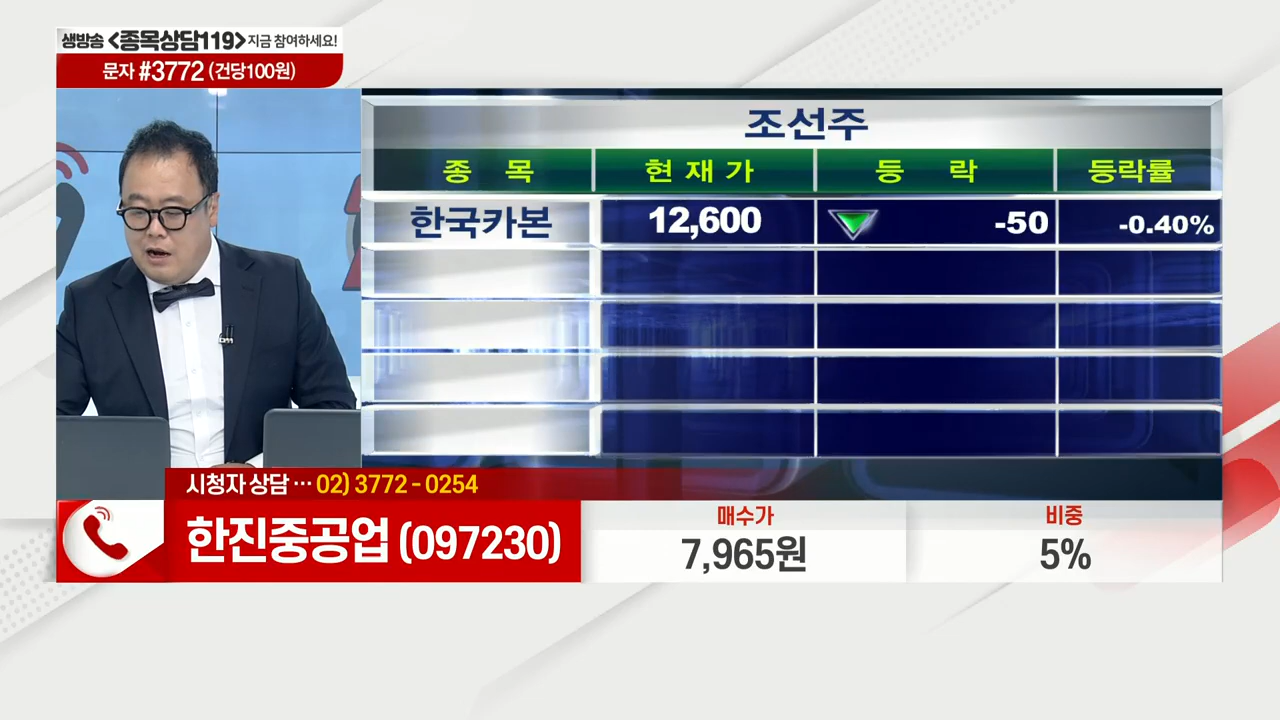 생방송 <종목상담119> 지금 참여하세요!
문자 #3772 (건당100원)
조선주
종 목 현 재 가 등 락 등락률
한국카본 12,600 -50 -0.40%
시청자 상담 … 02) 3772 - 0254
한진중공업 (097230)
매수가 비중
7,965원 5%